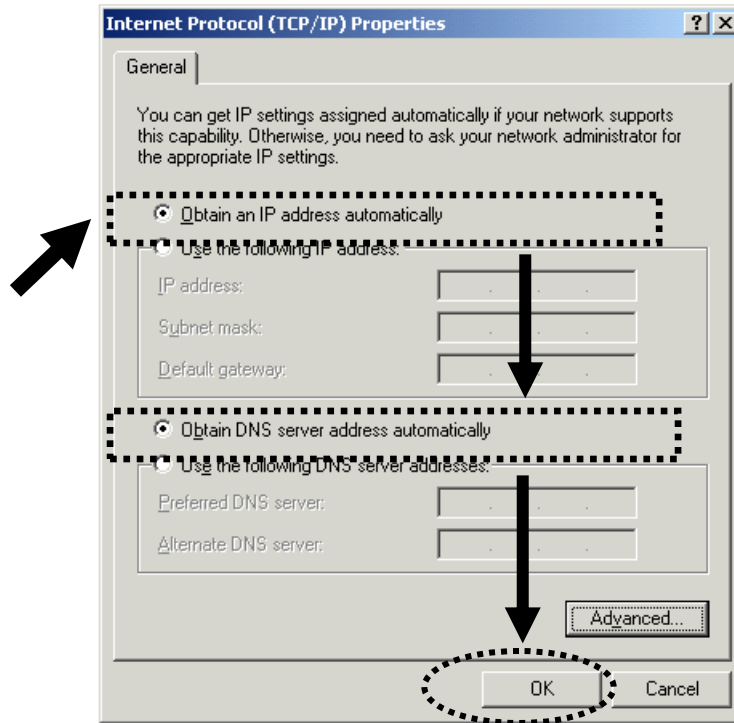 Internet Protocol (TCP/IP) Properties
General
You can get IP settings assigned automatically if your network supports
this capability. Otherwise, you need to ask your network administrator for
the appropriate IP settings.
Obtain an IP address automatically
Use the following IP address:
IP address:
Subnet mask:
Default gateway:
Obtain DNS server address automatically
Use the following DNS server addresses:
Preferred DNS server:
Alternate DNS server:
Advanced...
OK Cancel